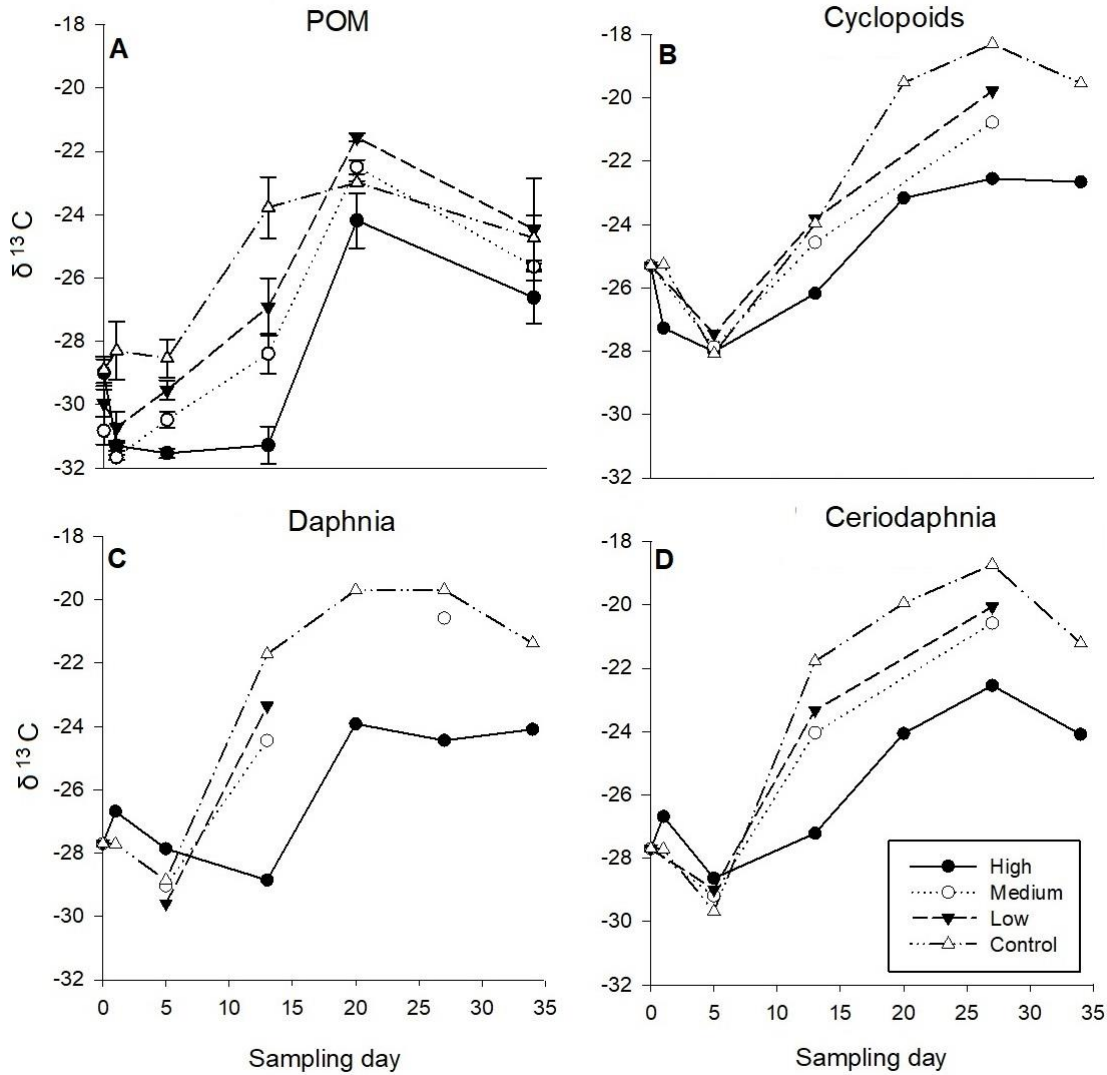 POM
A
-18
-20
-22
-24
-26
-28
-30
-32
δ 13 C
Cyclopoids
B
-18
-20
-22
-24
-26
-28
-30
-32
Daphnia
C
-18
-20
-22
-24
-26
-28
-30
-32
δ 13 C
0 5 10 15 20 25 30 35
Sampling day
Ceriodaphnia
D
-18
-20
-22
-24
-26
-28
-30
-32
High
Medium
Low
Control
0 5 10 15 20 25 30 35
Sampling day